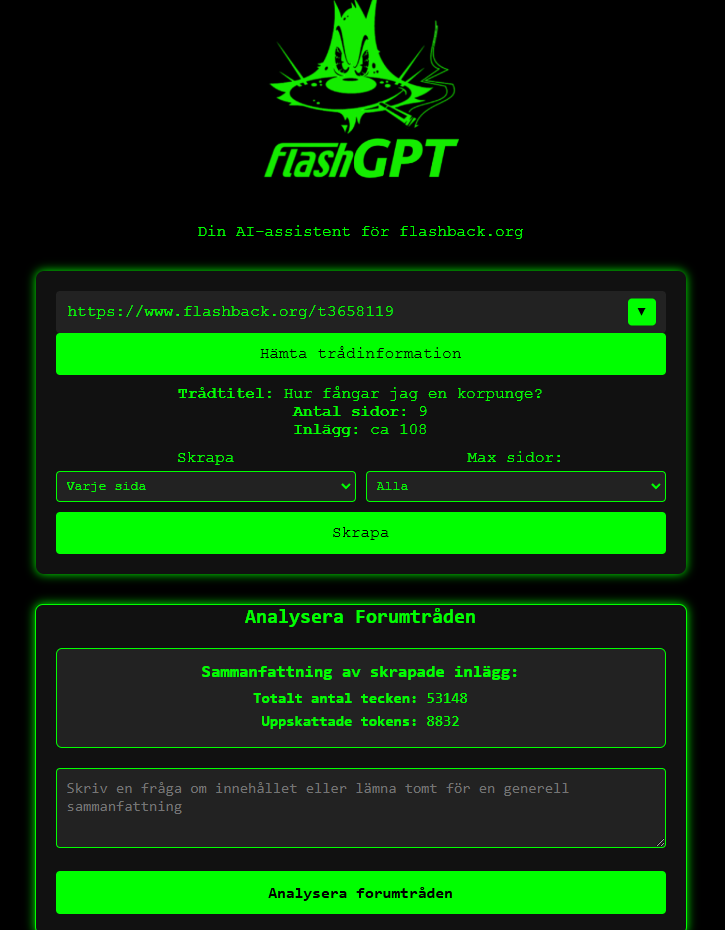 flashGPT
Din AI-assistent för flashback.org
https://www.flashback.org/t3658119
▼
Hämta trådinformation
Trådtitel: Hur fångar jag en korpunge?
Antal sidor: 9
Inlägg: ca 108
Skrapa
Max sidor:
Varje sida
Alla
Skrapa
Analysera Forumtråden
Sammanfattning av skrapade inlägg:
Totalt antal tecken: 53148
Uppskattade tokens: 8832
Skriv en fråga om innehållet eller lämna tomt för en generell
sammanfattning
Analysera forumtråden